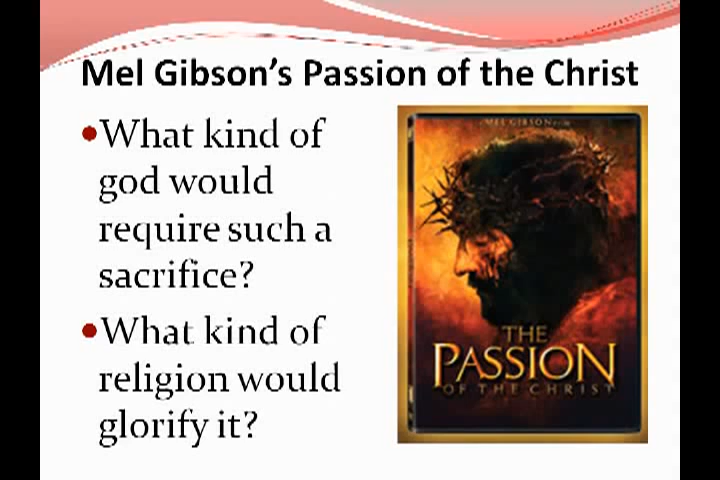 Mel Gibson's Passion of the Christ
•What kind of
god would
require such a
sacrifice?
•What kind of
religion would
glorify it?
MEL GIBSON
THE
PASSION
OF THE CHRIST